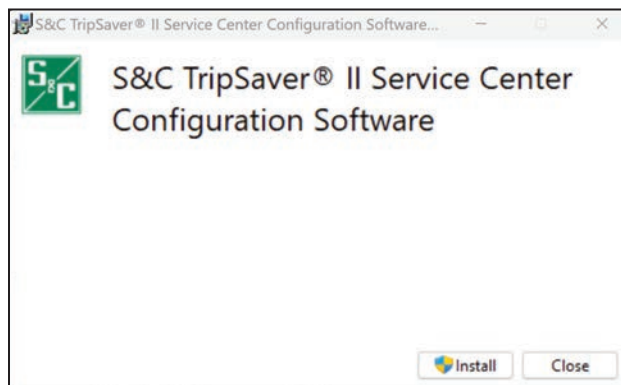 S&C TripSaver® II Service Center Configuration Software...
S&C
S&C TripSaver® II Service Center
Configuration Software
Install
Close